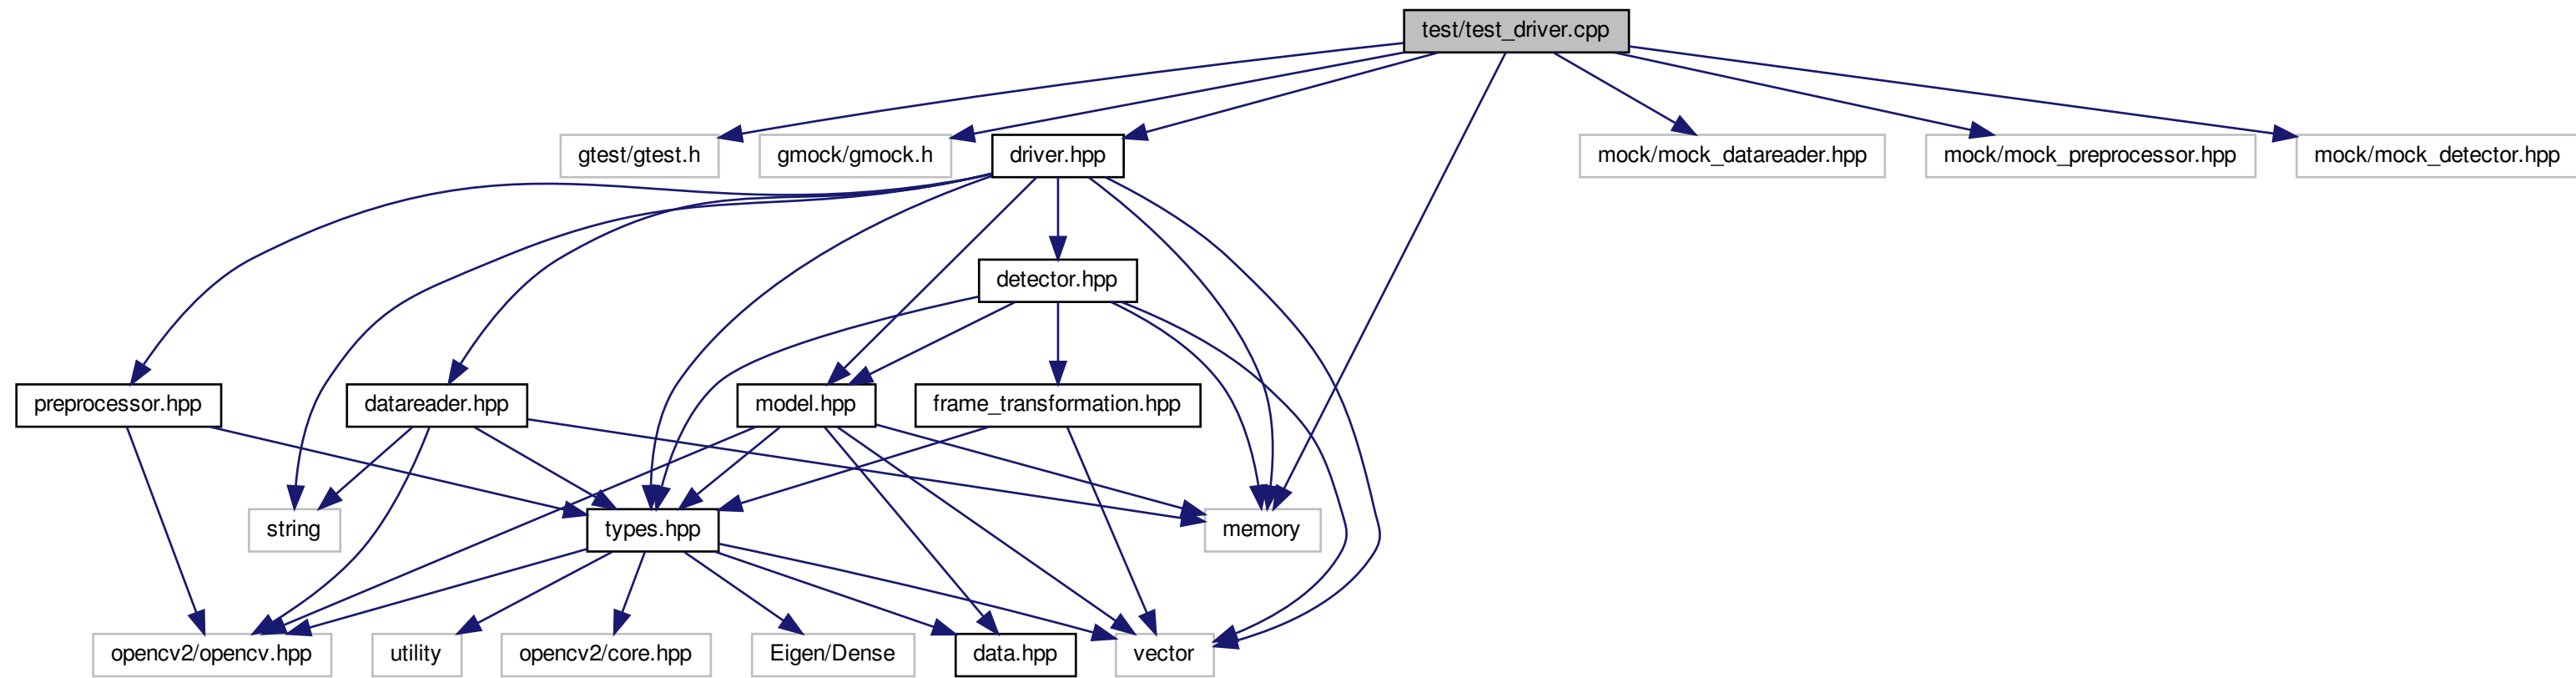 test/test_driver.cpp
gtest/gtest.h
gmock/gmock.h
driver.hpp
mock/mock_datareader.hpp
mock/mock_preprocessor.hpp
mock/mock_detector.hpp
detector.hpp
preprocessor.hpp
datareader.hpp
model.hpp
frame_transformation.hpp
string
types.hpp
memory
opencv2/opencv.hpp
utility
opencv2/core.hpp
Eigen/Dense
data.hpp
vector